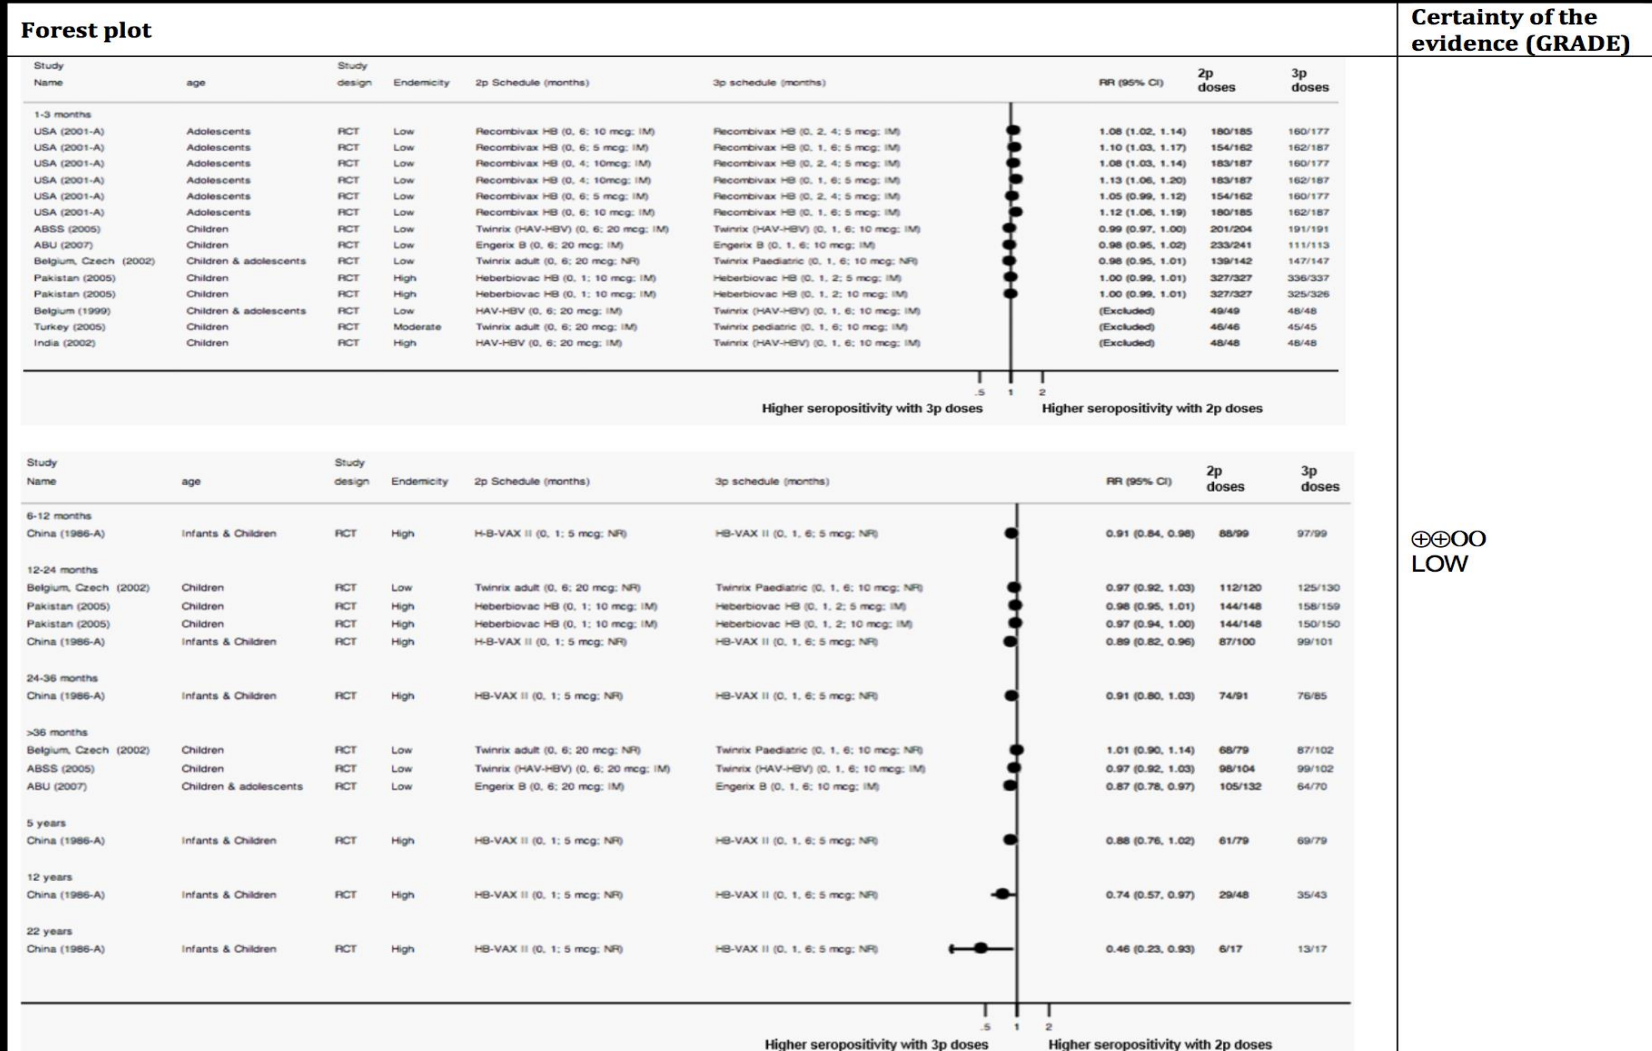 Forest plot
Certainty of the
evidence (GRADE)
Study Study
Name age design Endemicity 2p Schedule (months) 3p schedule (months) RR (95% CI) 2p doses 3p doses
1-3 months
USA (2001-A) Adolescents RCT Low Recombivax HB (0, 6; 10 mcg; IM) Recombivax HB (0, 2, 4; 5 mcg; IM) 1.08 (1.02, 1.14) 180/185 160/177
USA (2001-A) Adolescents RCT Low Recombivax HB (0, 6; 5 mcg; IM) Recombivax HB (0, 1, 6; 5 mcg; IM) 1.10 (1.03, 1.17) 154/162 162/187
USA (2001-A) Adolescents RCT Low Recombivax HB (0, 4; 10mcg; IM) Recombivax HB (0, 2, 4; 5 mcg; IM) 1.08 (1.03, 1.14) 183/187 160/177
USA (2001-A) Adolescents RCT Low Recombivax HB (0, 4; 10mcg; IM) Recombivax HB (0, 1, 6; 5 mcg; IM) 1.13 (1.06, 1.20) 183/187 162/187
USA (2001-A) Adolescents RCT Low Recombivax HB (0, 6; 5 mcg; IM) Recombivax HB (0, 2, 4; 5 mcg; IM) 1.05 (0.99, 1.12) 154/162 160/177
USA (2001-A) Adolescents RCT Low Recombivax HB (0, 6; 10 mcg; IM) Recombivax HB (0, 1, 6; 5 mcg; IM) 1.12 (1.06, 1.19) 180/185 162/187
ABSS (2005) Children RCT Low Twinrix (HAV-HBV) (0, 6; 20 mcg; IM) Twinrix (HAV-HBV) (0, 1, 6; 10 mcg; IM) 0.99 (0.97, 1.00) 201/204 191/191
ABU (2007) Children RCT Low Engerix B (0, 6; 20 mcg; IM) Engerix B (0, 1, 6; 10 mcg; IM) 0.98 (0.95, 1.02) 233/241 111/113
Belgium, Czech (2002) Children & adolescents RCT Low Twinrix adult (0, 6; 20 mcg; NR) Twinrix Paediatric (0, 1, 6; 10 mcg; NR) 0.98 (0.95, 1.01) 139/142 147/147
Pakistan (2005) Children RCT High Heberbiovac HB (0, 1; 10 mcg; IM) Heberbiovac HB (0, 1, 2; 5 mcg; IM) 1.00 (0.99, 1.01) 327/327 336/337
Pakistan (2005) Children RCT High Heberbiovac HB (0, 1; 10 mcg; IM) Heberbiovac HB (0, 1, 2; 10 mcg; IM) 1.00 (0.99, 1.01) 327/327 325/326
Belgium (1999) Children & adolescents RCT Low HAV-HBV (0, 6; 20 mcg; IM) Twinrix (HAV-HBV) (0, 1, 6; 10 mcg; IM) (Excluded) 49/49 48/48
Turkey (2005) Children RCT Moderate Twinrix adult (0, 6; 20 mcg; IM) Twinrix pediatric (0, 1, 6; 10 mcg; IM) (Excluded) 46/46 45/45
India (2002) Children RCT High HAV-HBV (0, 6; 20 mcg; IM) Twinrix (HAV-HBV) (0, 1, 6; 10 mcg; IM) (Excluded) 48/48 48/48
.5 1 2
Higher seropositivity with 3p doses Higher seropositivity with 2p doses
Study Study
Name age design Endemicity 2p Schedule (months) 3p schedule (months) RR (95% CI) 2p doses 3p doses
6-12 months
China (1986-A) Infants & Children RCT High H-B-VAX II (0, 1; 5 mcg; NR) HB-VAX II (0, 1, 6; 5 mcg; NR) 0.91 (0.84, 0.98) 88/99 97/99
12-24 months
Belgium, Czech (2002) Children RCT Low Twinrix adult (0, 6; 20 mcg; NR) Twinrix Paediatric (0, 1, 6; 10 mcg; NR) 0.97 (0.92, 1.03) 112/120 125/130
Pakistan (2005) Children RCT High Heberbiovac HB (0, 1; 10 mcg; IM) Heberbiovac HB (0, 1, 2; 5 mcg; IM) 0.98 (0.95, 1.01) 144/148 158/159
Pakistan (2005) Children RCT High Heberbiovac HB (0, 1; 10 mcg; IM) Heberbiovac HB (0, 1, 2; 10 mcg; IM) 0.97 (0.94, 1.00) 144/148 150/150
China (1986-A) Infants & Children RCT High H-B-VAX II (0, 1; 5 mcg; NR) HB-VAX II (0, 1, 6; 5 mcg; NR) 0.89 (0.82, 0.96) 87/100 99/101
24-36 months
China (1986-A) Infants & Children RCT High HB-VAX II (0, 1; 5 mcg; NR) HB-VAX II (0, 1, 6; 5 mcg; NR) 0.91 (0.80, 1.03) 74/91 76/85
>36 months
Belgium, Czech (2002) Children RCT Low Twinrix adult (0, 6; 20 mcg; NR) Twinrix Paediatric (0, 1, 6; 10 mcg; NR) 1.01 (0.90, 1.14) 68/79 87/102
ABSS (2005) Children RCT Low Twinrix (HAV-HBV) (0, 6; 20 mcg; IM) Twinrix (HAV-HBV) (0, 1, 6; 10 mcg; IM) 0.97 (0.92, 1.03) 98/104 99/102
ABU (2007) Children & adolescents RCT Low Engerix B (0, 6; 20 mcg; IM) Engerix B (0, 1, 6; 10 mcg; IM) 0.87 (0.78, 0.97) 105/132 64/70
5 years
China (1986-A) Infants & Children RCT High HB-VAX II (0, 1; 5 mcg; NR) HB-VAX II (0, 1, 6; 5 mcg; NR) 0.88 (0.76, 1.02) 61/79 69/79
12 years
China (1986-A) Infants & Children RCT High HB-VAX II (0, 1; 5 mcg; NR) HB-VAX II (0, 1, 6; 5 mcg; NR) 0.74 (0.57, 0.97) 29/48 35/43
22 years
China (1986-A) Infants & Children RCT High HB-VAX II (0, 1; 5 mcg; NR) HB-VAX II (0, 1, 6; 5 mcg; NR) 0.46 (0.23, 0.93) 6/17 13/17
.5 1 2
Higher seropositivity with 3p doses Higher seropositivity with 2p doses
⊕⊕OO
LOW